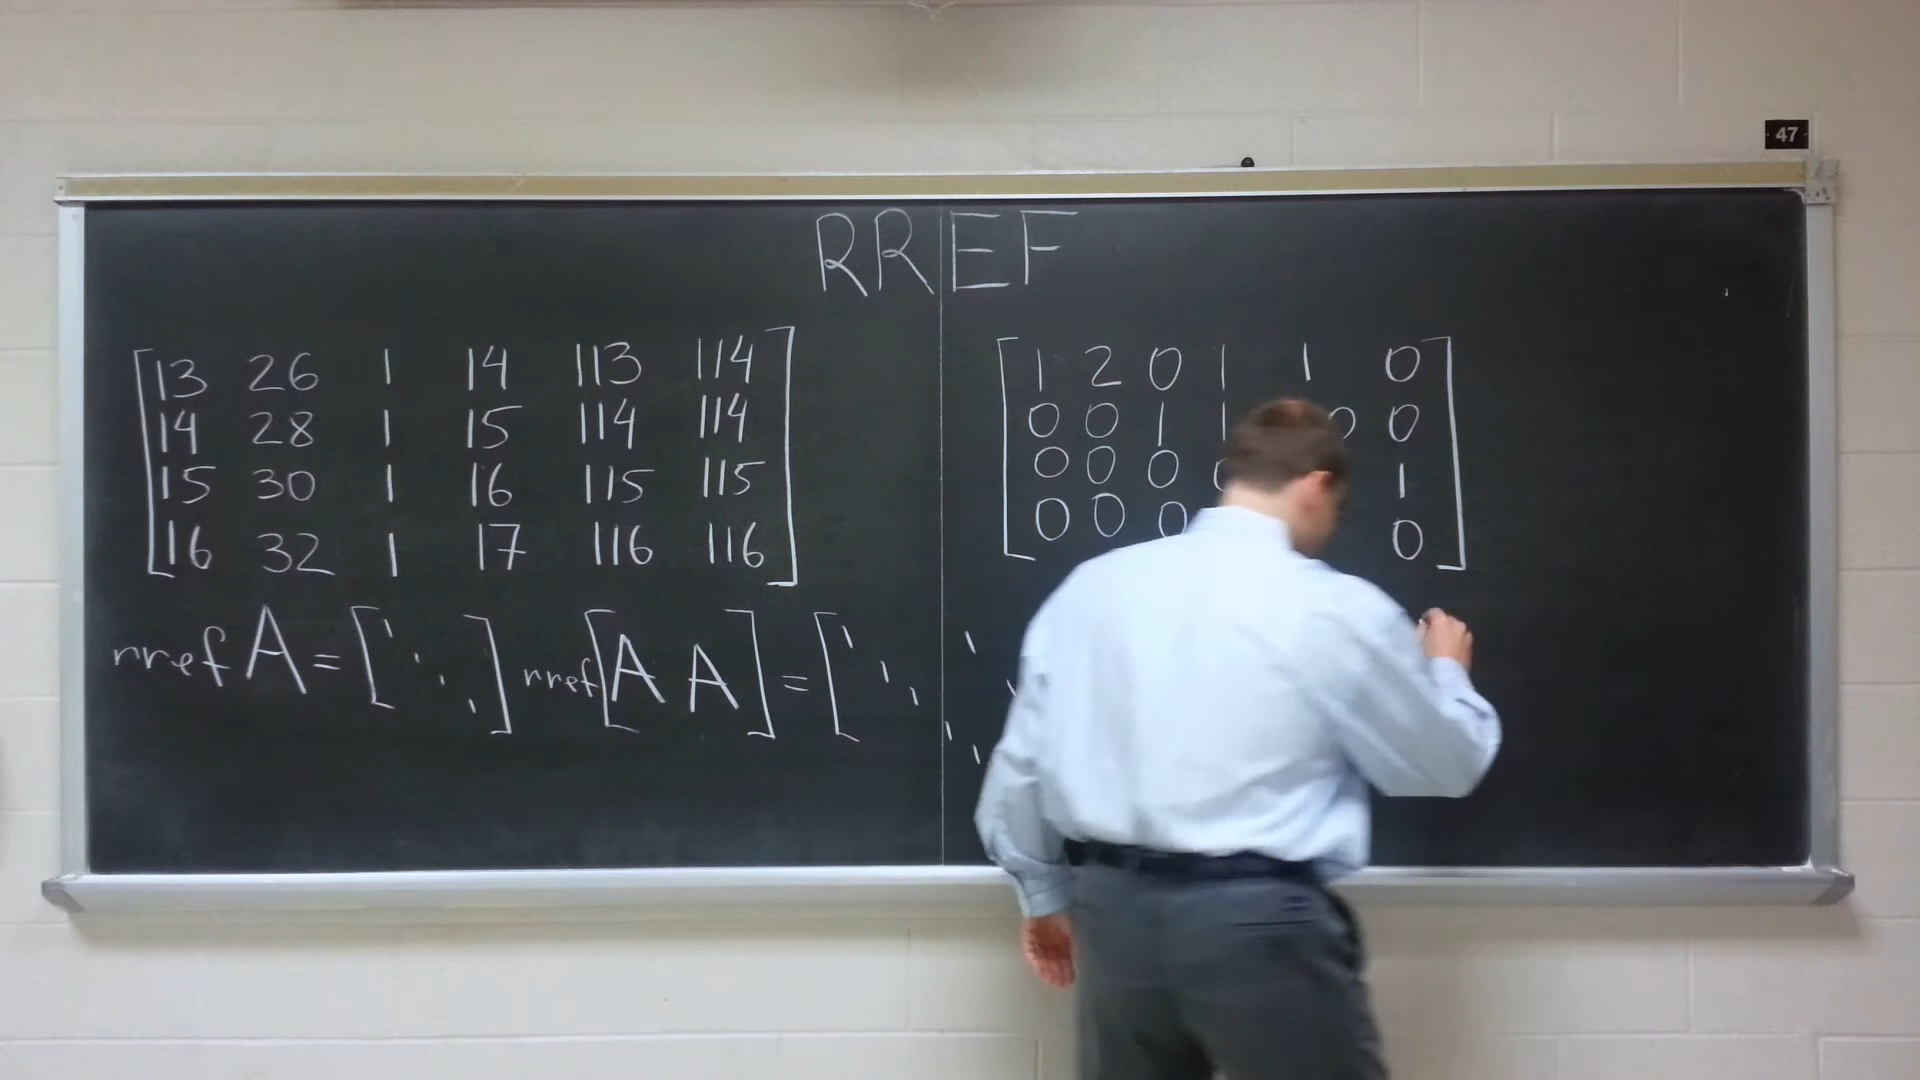 47
RREF
13 26 1 14 113 114
14 28 1 15 114 114
15 30 1 16 115 115
16 32 1 17 116 116
1 2 0 1 1 0
0 0 1 1 0 0
0 0 0 1
0 0 0 0
rref A = [ ] rref [A A] = [